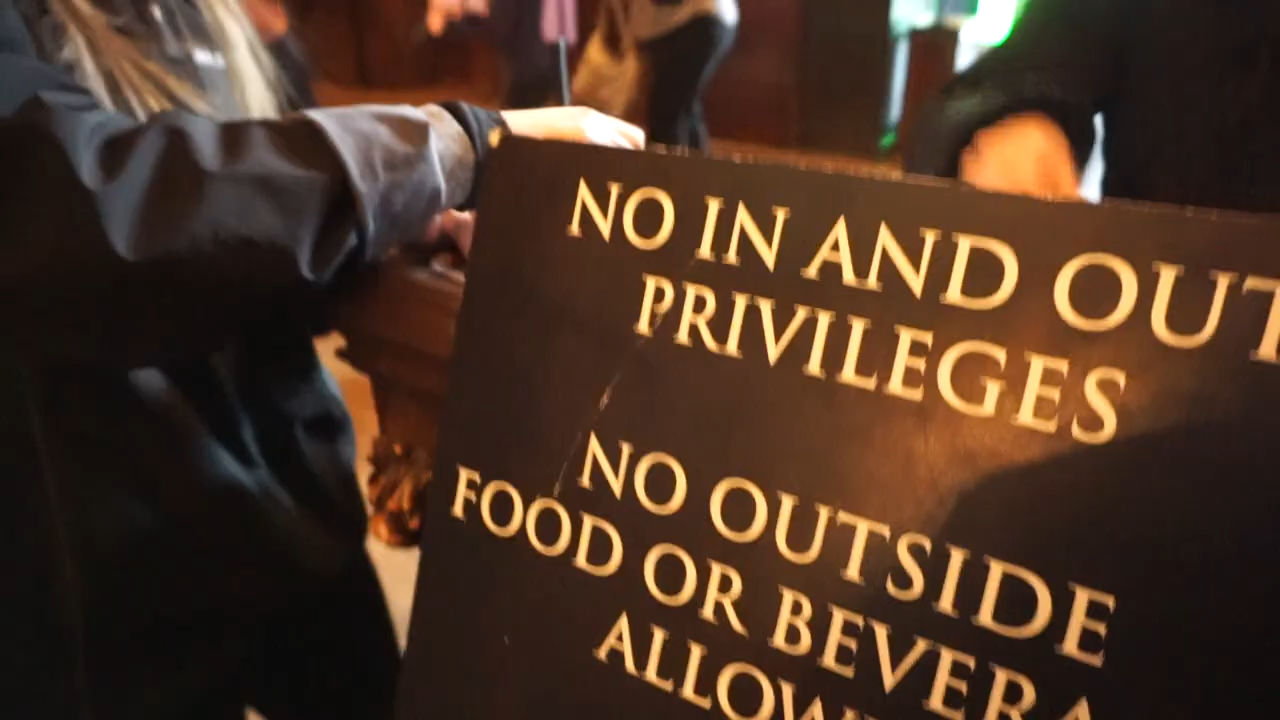 NO IN AND OUT
PRIVILEGES
NO OUTSIDE
FOOD OR BEVERA
ALLOW